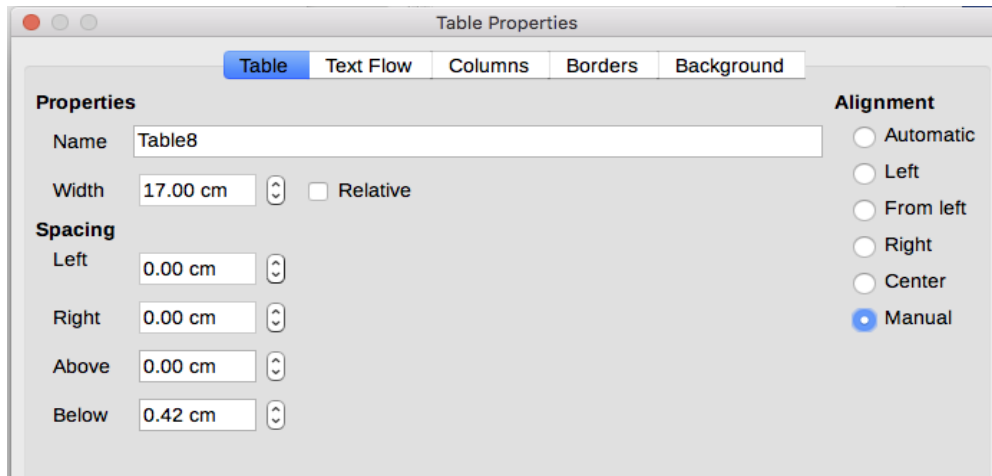 Table Properties
Table Text Flow Columns Borders Background
Properties
Name Table8
Width 17.00 cm Relative
Spacing
Left 0.00 cm
Right 0.00 cm
Above 0.00 cm
Below 0.42 cm
Alignment
Automatic
Left
From left
Right
Center
Manual